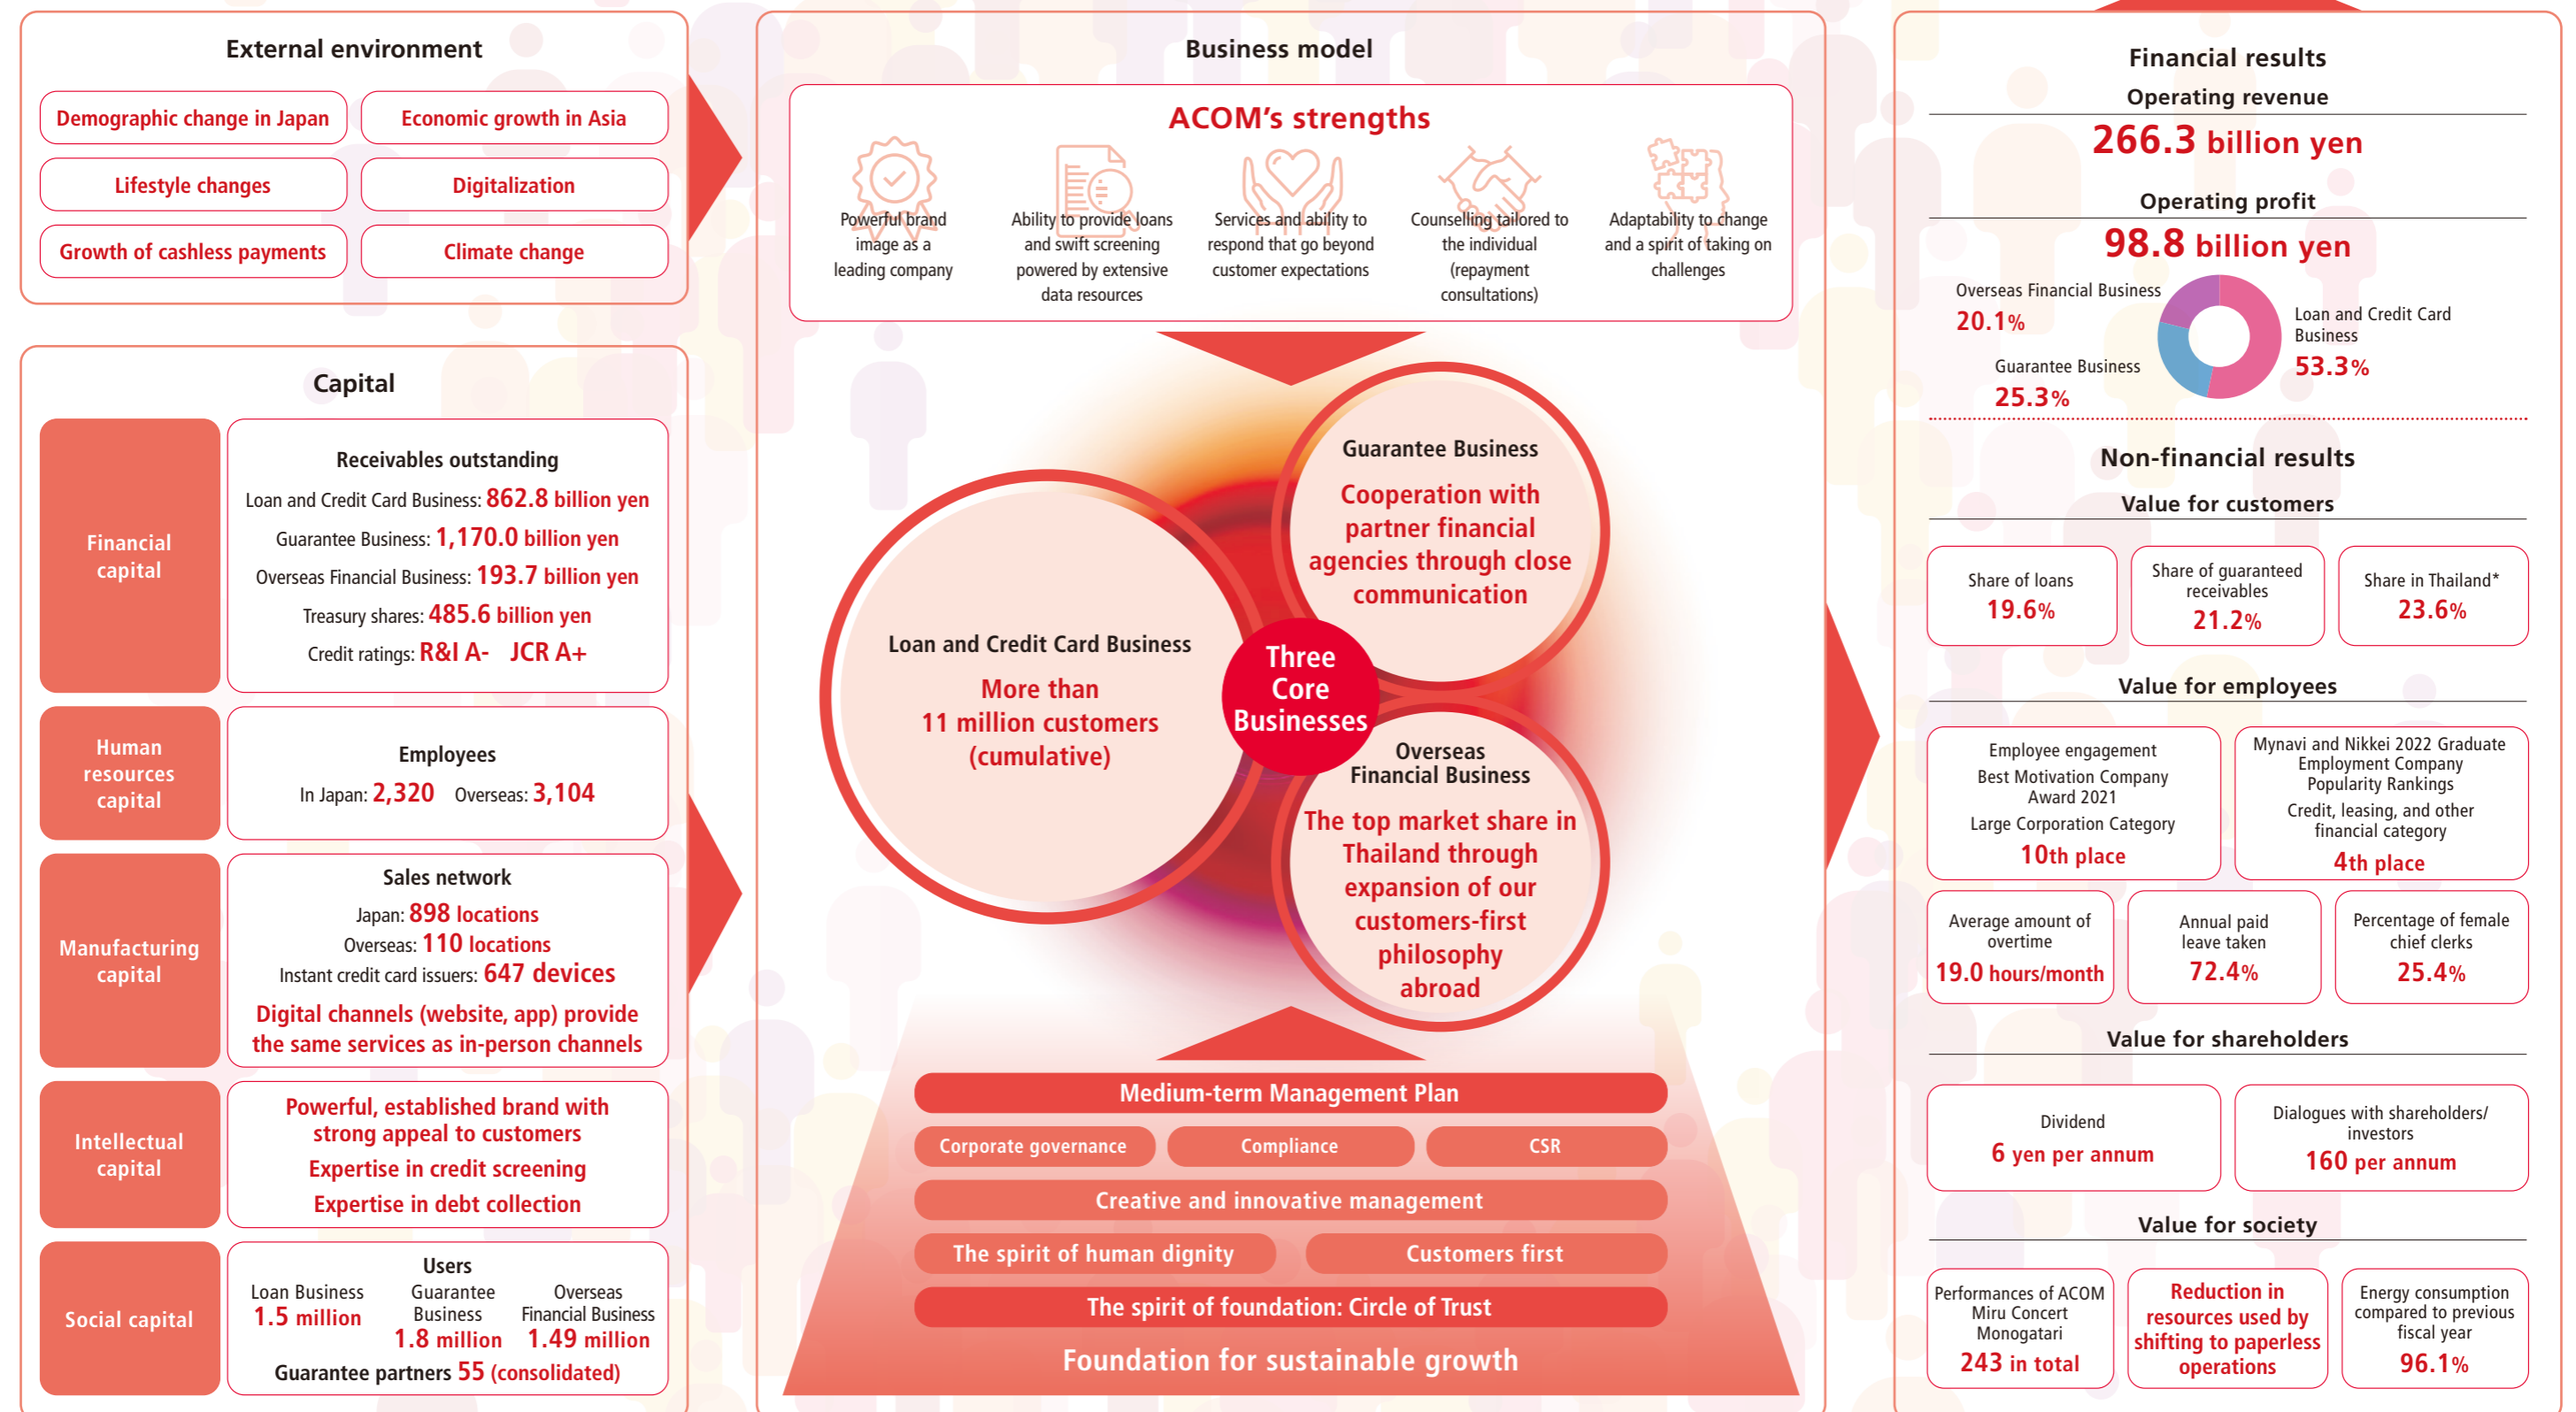 External environment
Demographic change in Japan
Economic growth in Asia
Lifestyle changes
Digitalization
Growth of cashless payments
Climate change
Capital
Financial
capital
Receivables outstanding
Loan and Credit Card Business: 862.8 billion yen
Guarantee Business: 1,170.0 billion yen
Overseas Financial Business: 193.7 billion yen
Treasury shares: 485.6 billion yen
Credit ratings: R&I A- JCR A+
Human
resources
capital
Employees
In Japan: 2,320 Overseas: 3,104
Manufacturing
capital
Sales network
Japan: 898 locations
Overseas: 110 locations
Instant credit card issuers: 647 devices
Digital channels (website, app) provide
the same services as in-person channels
Intellectual
capital
Powerful, established brand with
strong appeal to customers
Expertise in credit screening
Expertise in debt collection
Social capital
Users
Loan Business
1.5 million
Guarantee
Business
1.8 million
Overseas
Financial Business
1.49 million
Guarantee partners 55 (consolidated)
Business model
ACOM's strengths
Powerful brand
image as a
leading company
Ability to provide loans
and swift screening
powered by extensive
data resources
Services and ability to
respond that go beyond
customer expectations
Counselling tailored to
the individual
(repayment
consultations)
Adaptability to change
and a spirit of taking on
challenges
Guarantee Business
Cooperation with
partner financial
agencies through close
communication
Loan and Credit Card Business
More than
11 million customers
(cumulative)
Three
Core
Businesses
Overseas
Financial Business
The top market share in
Thailand through
expansion of our
customers-first
philosophy
abroad
Medium-term Management Plan
Corporate governance
Compliance
CSR
Creative and innovative management
The spirit of human dignity
Customers first
The spirit of foundation: Circle of Trust
Foundation for sustainable growth
Financial results
Operating revenue
266.3 billion yen
Operating profit
98.8 billion yen
Overseas Financial Business
20.1%
Guarantee Business
25.3%
Loan and Credit Card
Business
53.3%
Non-financial results
Value for customers
Share of loans
19.6%
Share of guaranteed
receivables
21.2%
Share in Thailand*
23.6%
Value for employees
Employee engagement
Best Motivation Company
Award 2021
Large Corporation Category
10th place
Mynavi and Nikkei 2022 Graduate
Employment Company
Popularity Rankings
Credit, leasing, and other
financial category
4th place
Average amount of
overtime
19.0 hours/month
Annual paid
leave taken
72.4%
Percentage of female
chief clerks
25.4%
Value for shareholders
Dividend
6 yen per annum
Dialogues with shareholders/
investors
160 per annum
Value for society
Performances of ACOM
Miru Concert
Monogatari
243 in total
Reduction in
resources used by
shifting to paperless
operations
Energy consumption
compared to previous
fiscal year
96.1%